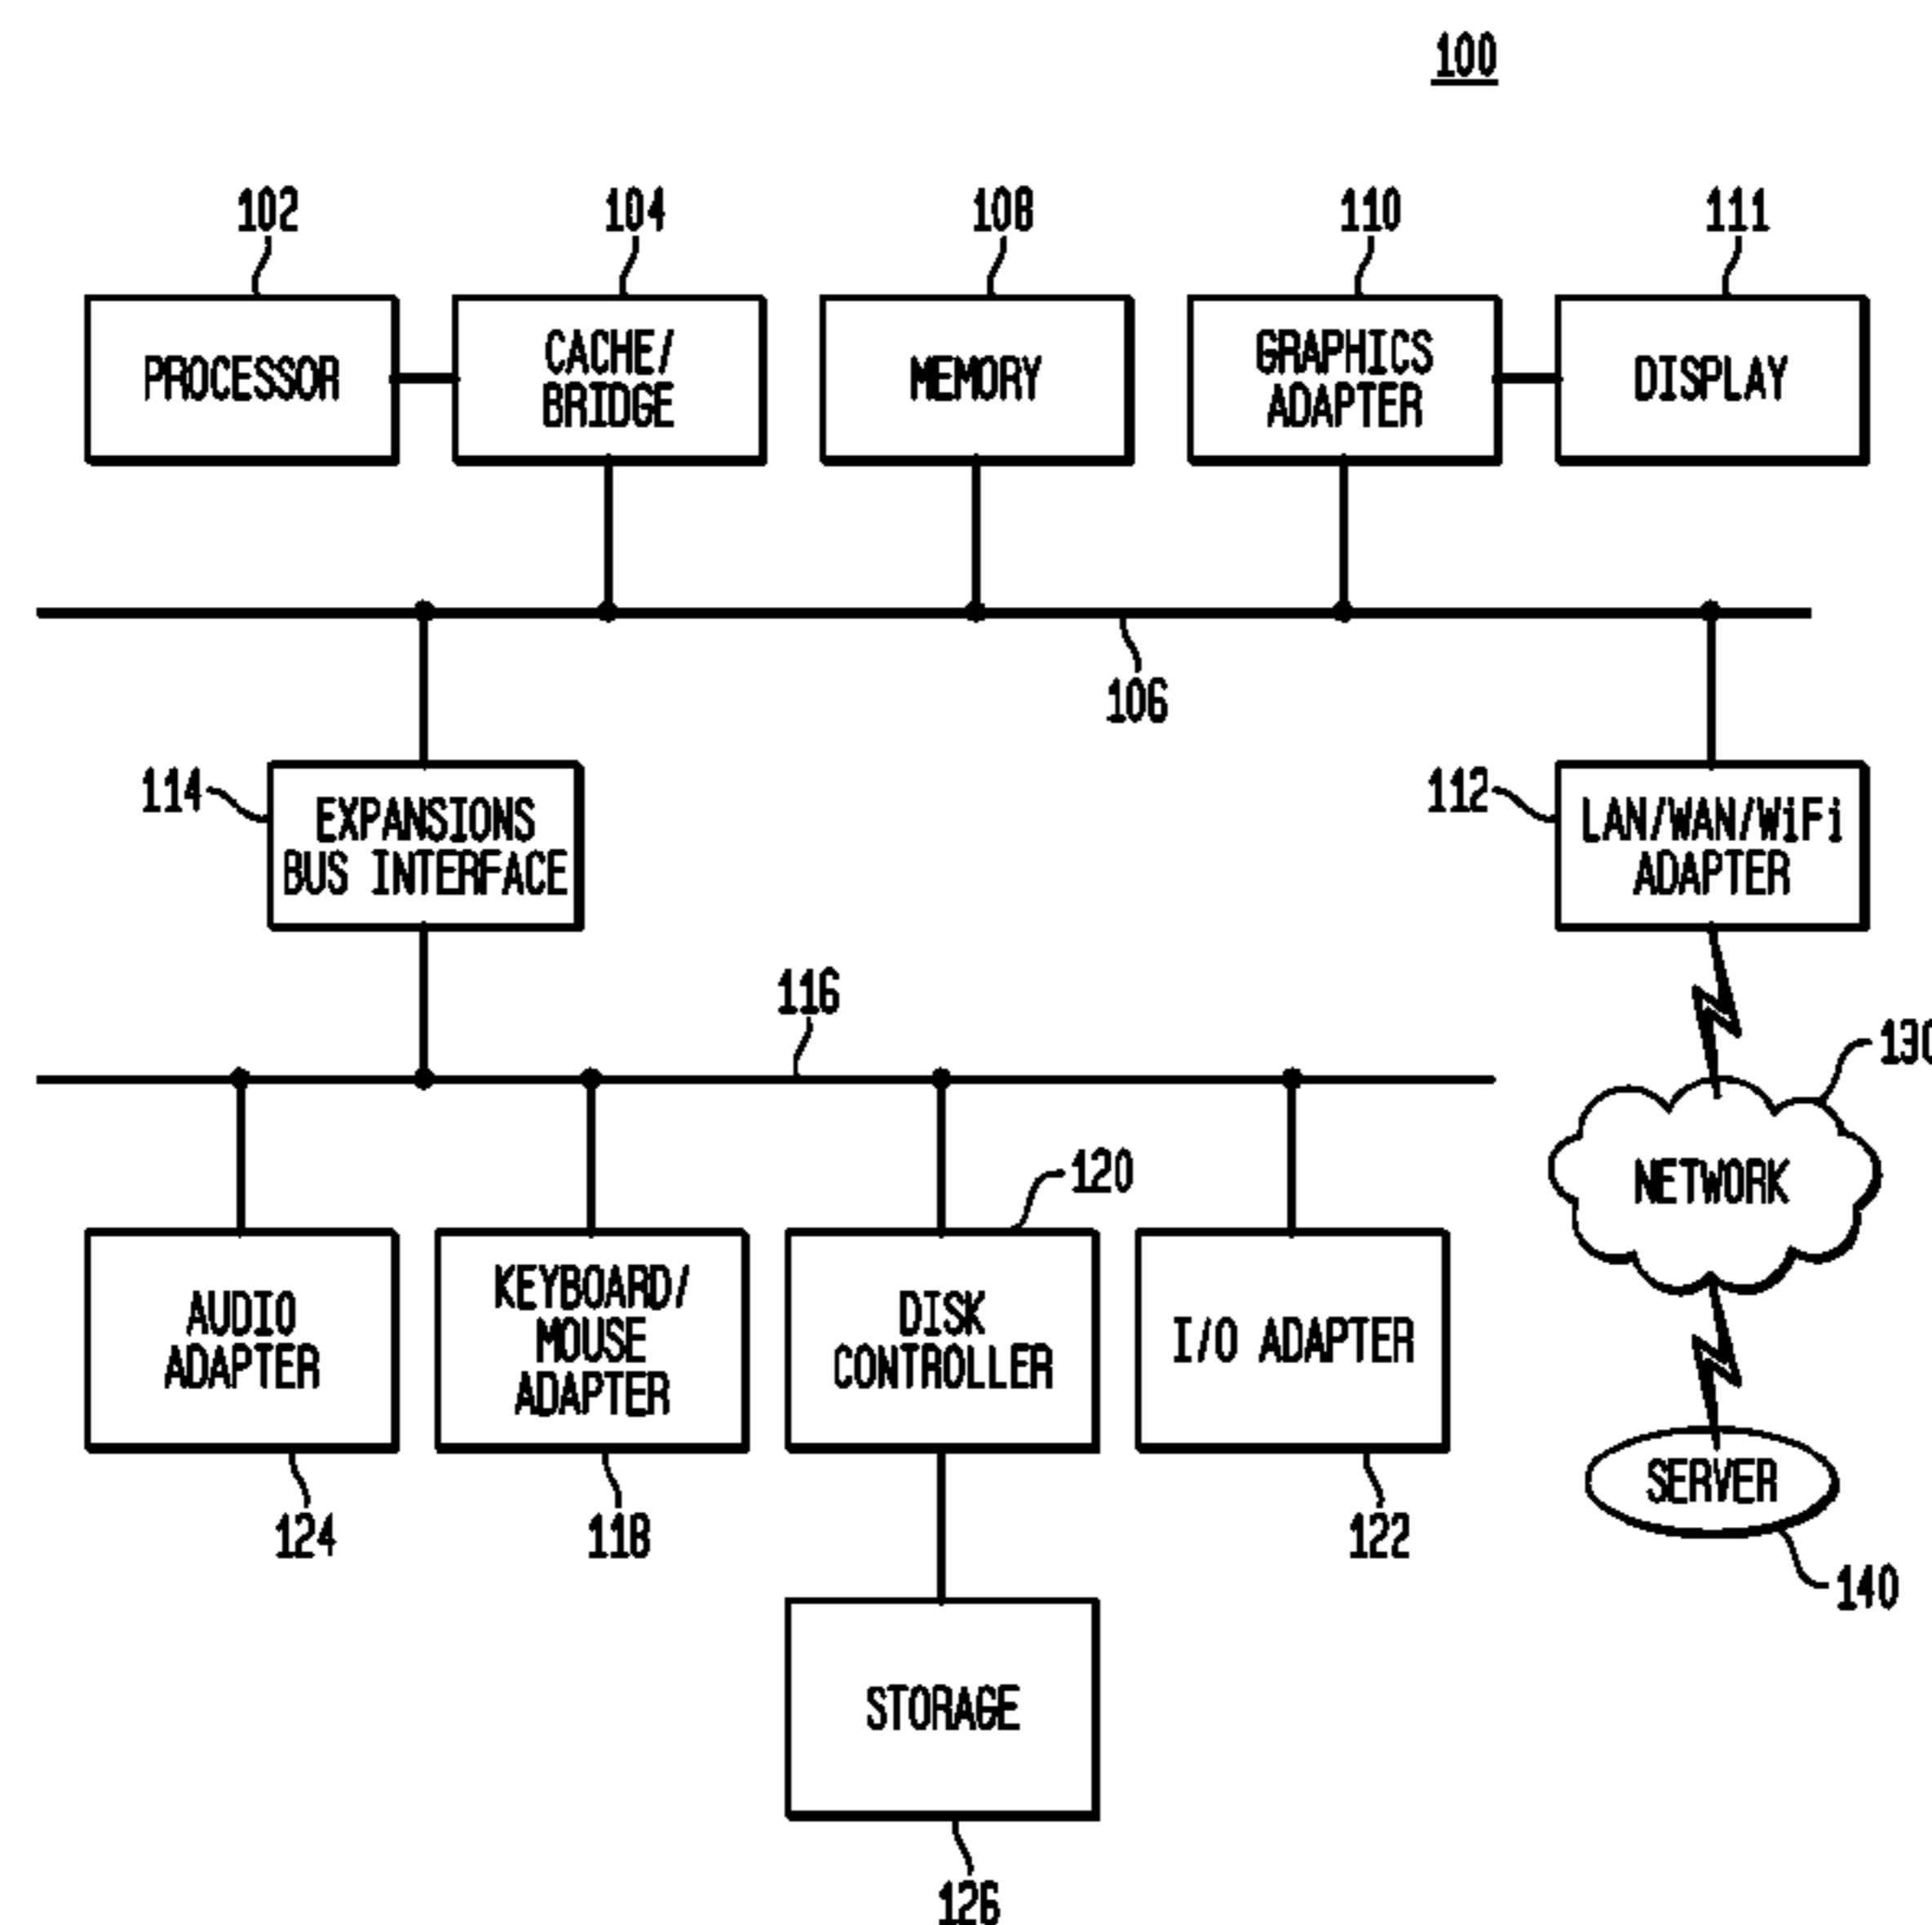 100
102
104
108
110
111
PROCESSOR
CACHE/
BRIDGE
MEMORY
GRAPHICS
ADAPTER
DISPLAY
106
114
EXPANSIONS
BUS INTERFACE
112
LAN/WAN/WiFi
ADAPTER
116
130
NETWORK
120
AUDIO
ADAPTER
KEYBOARD/
MOUSE
ADAPTER
DISK
CONTROLLER
I/O ADAPTER
SERVER
124
118
122
140
STORAGE
126